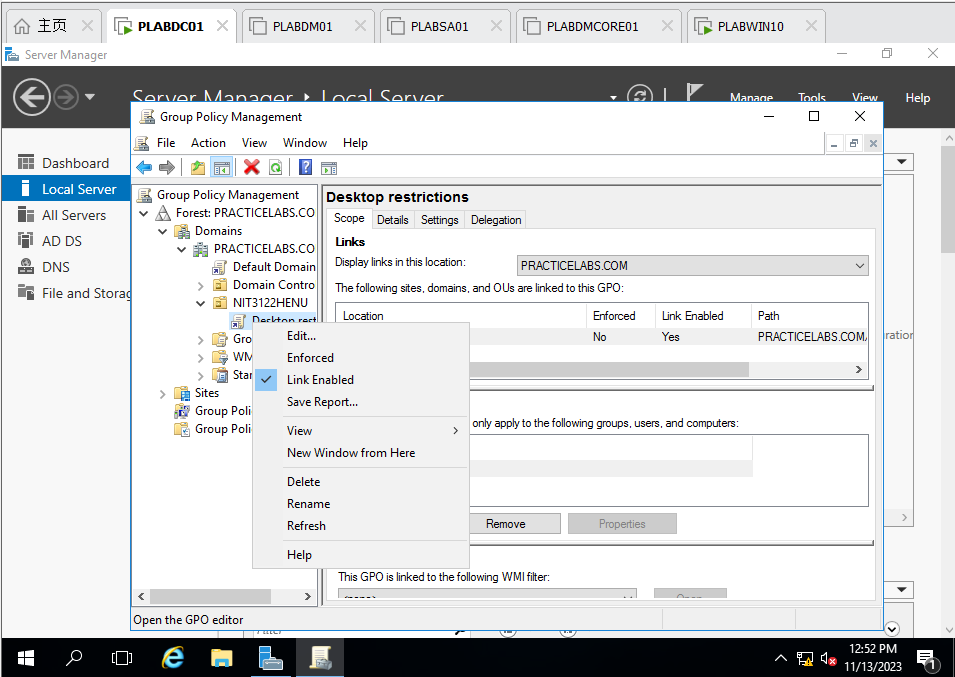 主页
PLABDC01
PLABDM01
PLABSA01
PLABDMCORE01
PLABWIN10
Server Manager
Server Manager
Local Server
Manage
Tools
View
Help
Dashboard
Local Server
All Servers
AD DS
DNS
File and Storag
Group Policy Management
File
Action
View
Window
Help
Group Policy Management
Forest: PRACTICELABS.CO
Domains
PRACTICELABS.CO
Default Domain
Domain Contro
NIT3122HENU
Desktop rest
Gro
WM
Star
Sites
Group Poli
Group Poli
Desktop restrictions
Scope
Details
Settings
Delegation
Links
Display links in this location:
PRACTICELABS.COM
The following sites, domains, and OUs are linked to this GPO:
Location
Enforced
Link Enabled
Path
No
Yes
PRACTICELABS.COM
only apply to the following groups, users, and computers:
Remove
Properties
This GPO is linked to the following WMI filter:
<none>
Open
Edit...
Enforced
Link Enabled
Save Report...
View
New Window from Here
Delete
Rename
Refresh
Help
Open the GPO editor
Filter
ration
12:52 PM
11/13/2023
1